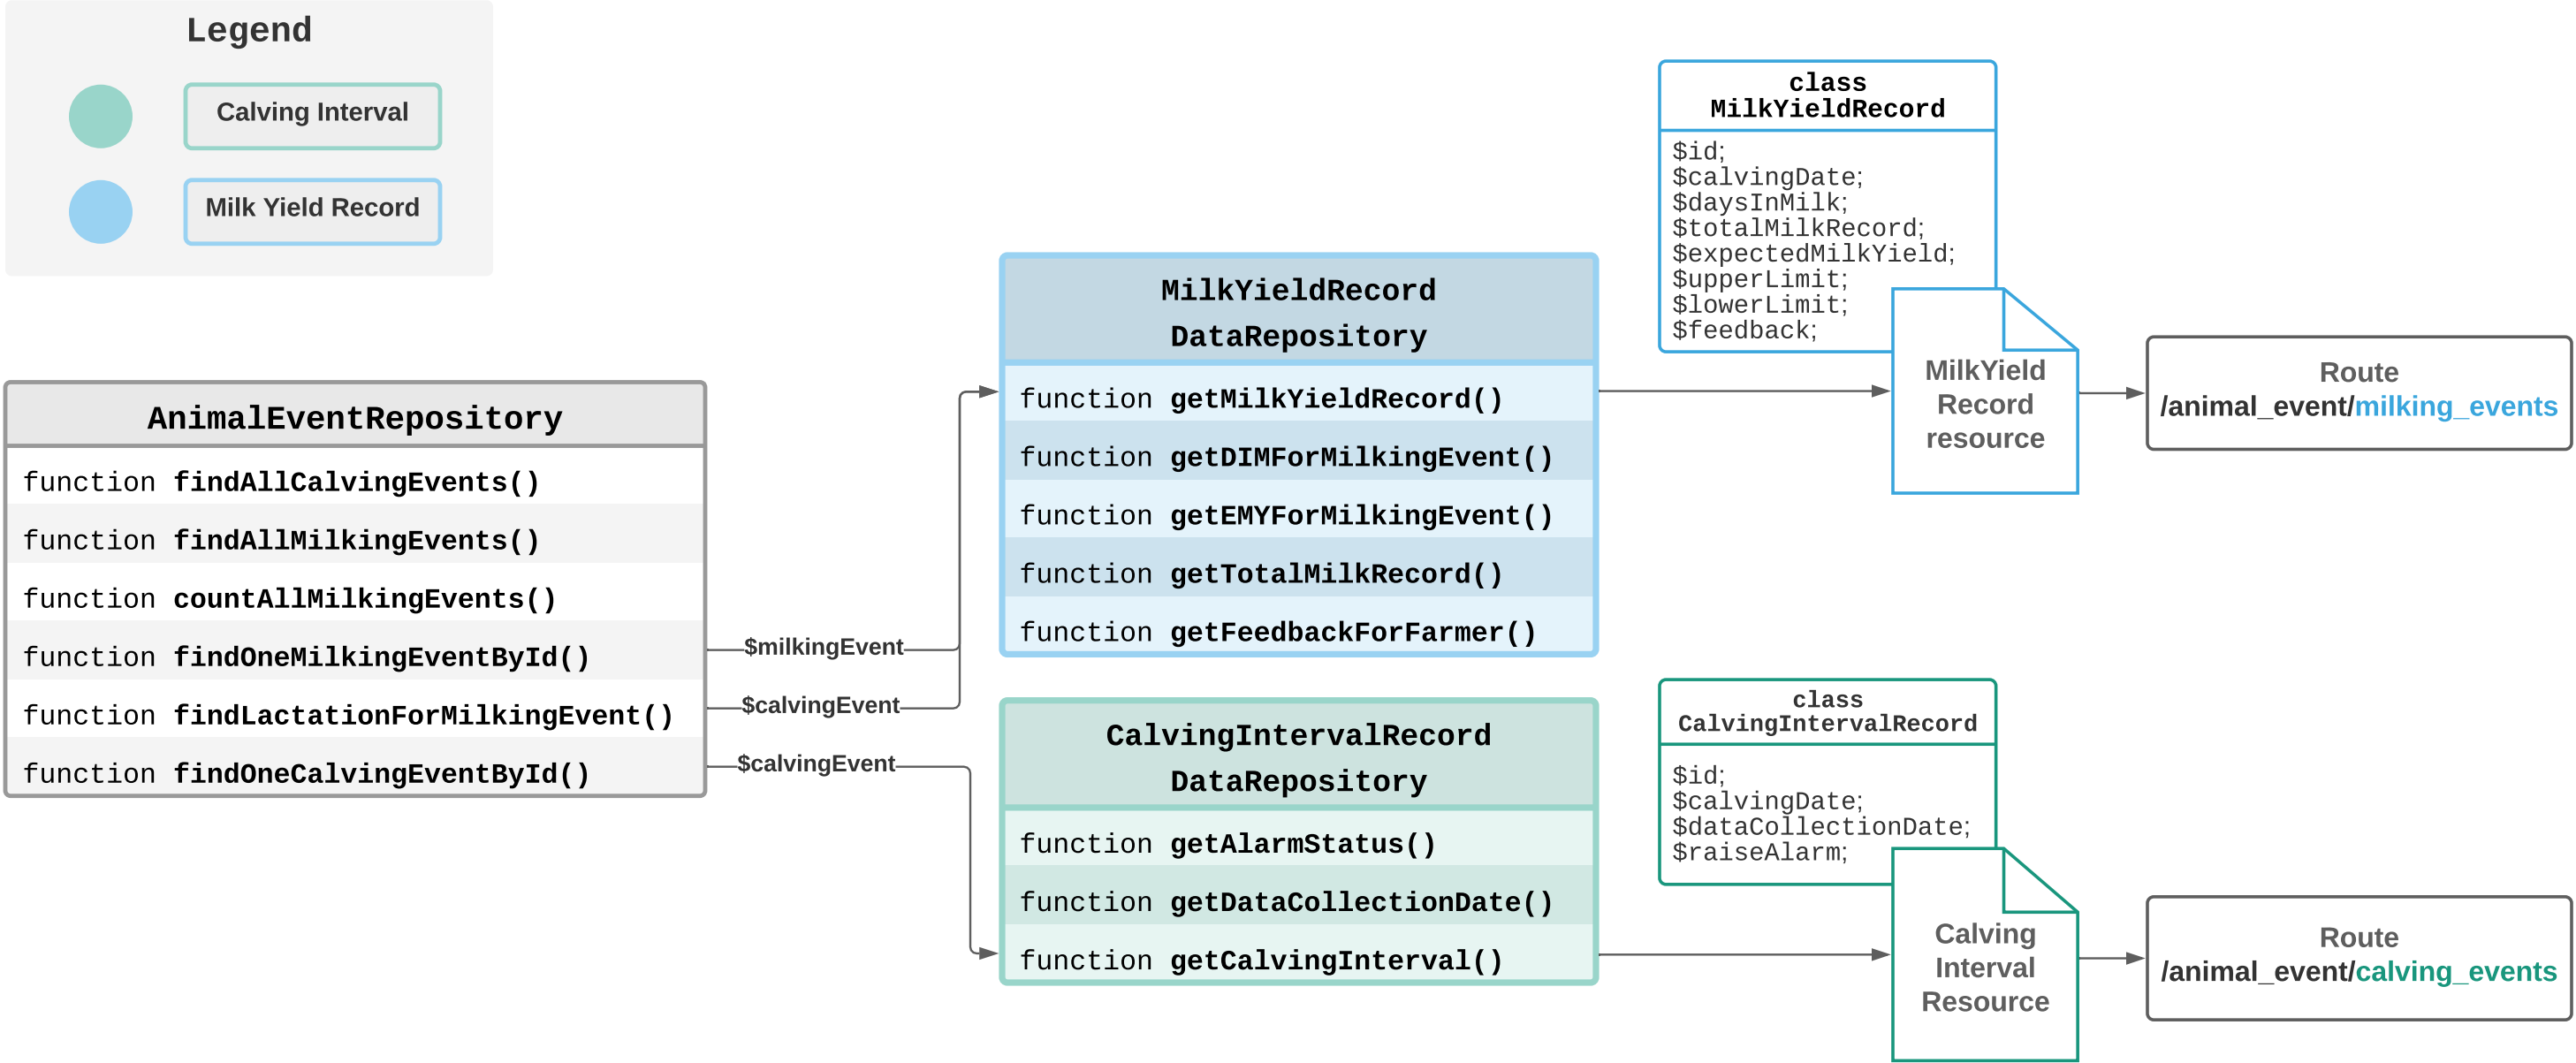 Legend
Calving Interval
Milk Yield Record
AnimalEventRepository
function findAllCalvingEvents()
function findAllMilkingEvents()
function countAllMilkingEvents()
function findOneMilkingEventById()
function findLactationForMilkingEvent()
function findOneCalvingEventById()
$milkingEvent
$calvingEvent
$calvingEvent
MilkYieldRecord
DataRepository
function getMilkYieldRecord()
function getDIMForMilkingEvent()
function getEMYForMilkingEvent()
function getTotalMilkRecord()
function getFeedbackForFarmer()
CalvingIntervalRecord
DataRepository
function getAlarmStatus()
function getDataCollectionDate()
function getCalvingInterval()
class
MilkYieldRecord
$id;
$calvingDate;
$daysInMilk;
$totalMilkRecord;
$expectedMilkYield;
$upperLimit;
$lowerLimit;
$feedback;
MilkYield
Record
resource
Route
/animal_event/milking_events
class
CalvingIntervalRecord
$id;
$calvingDate;
$dataCollectionDate;
$raiseAlarm;
Calving
Interval
Resource
Route
/animal_event/calving_events